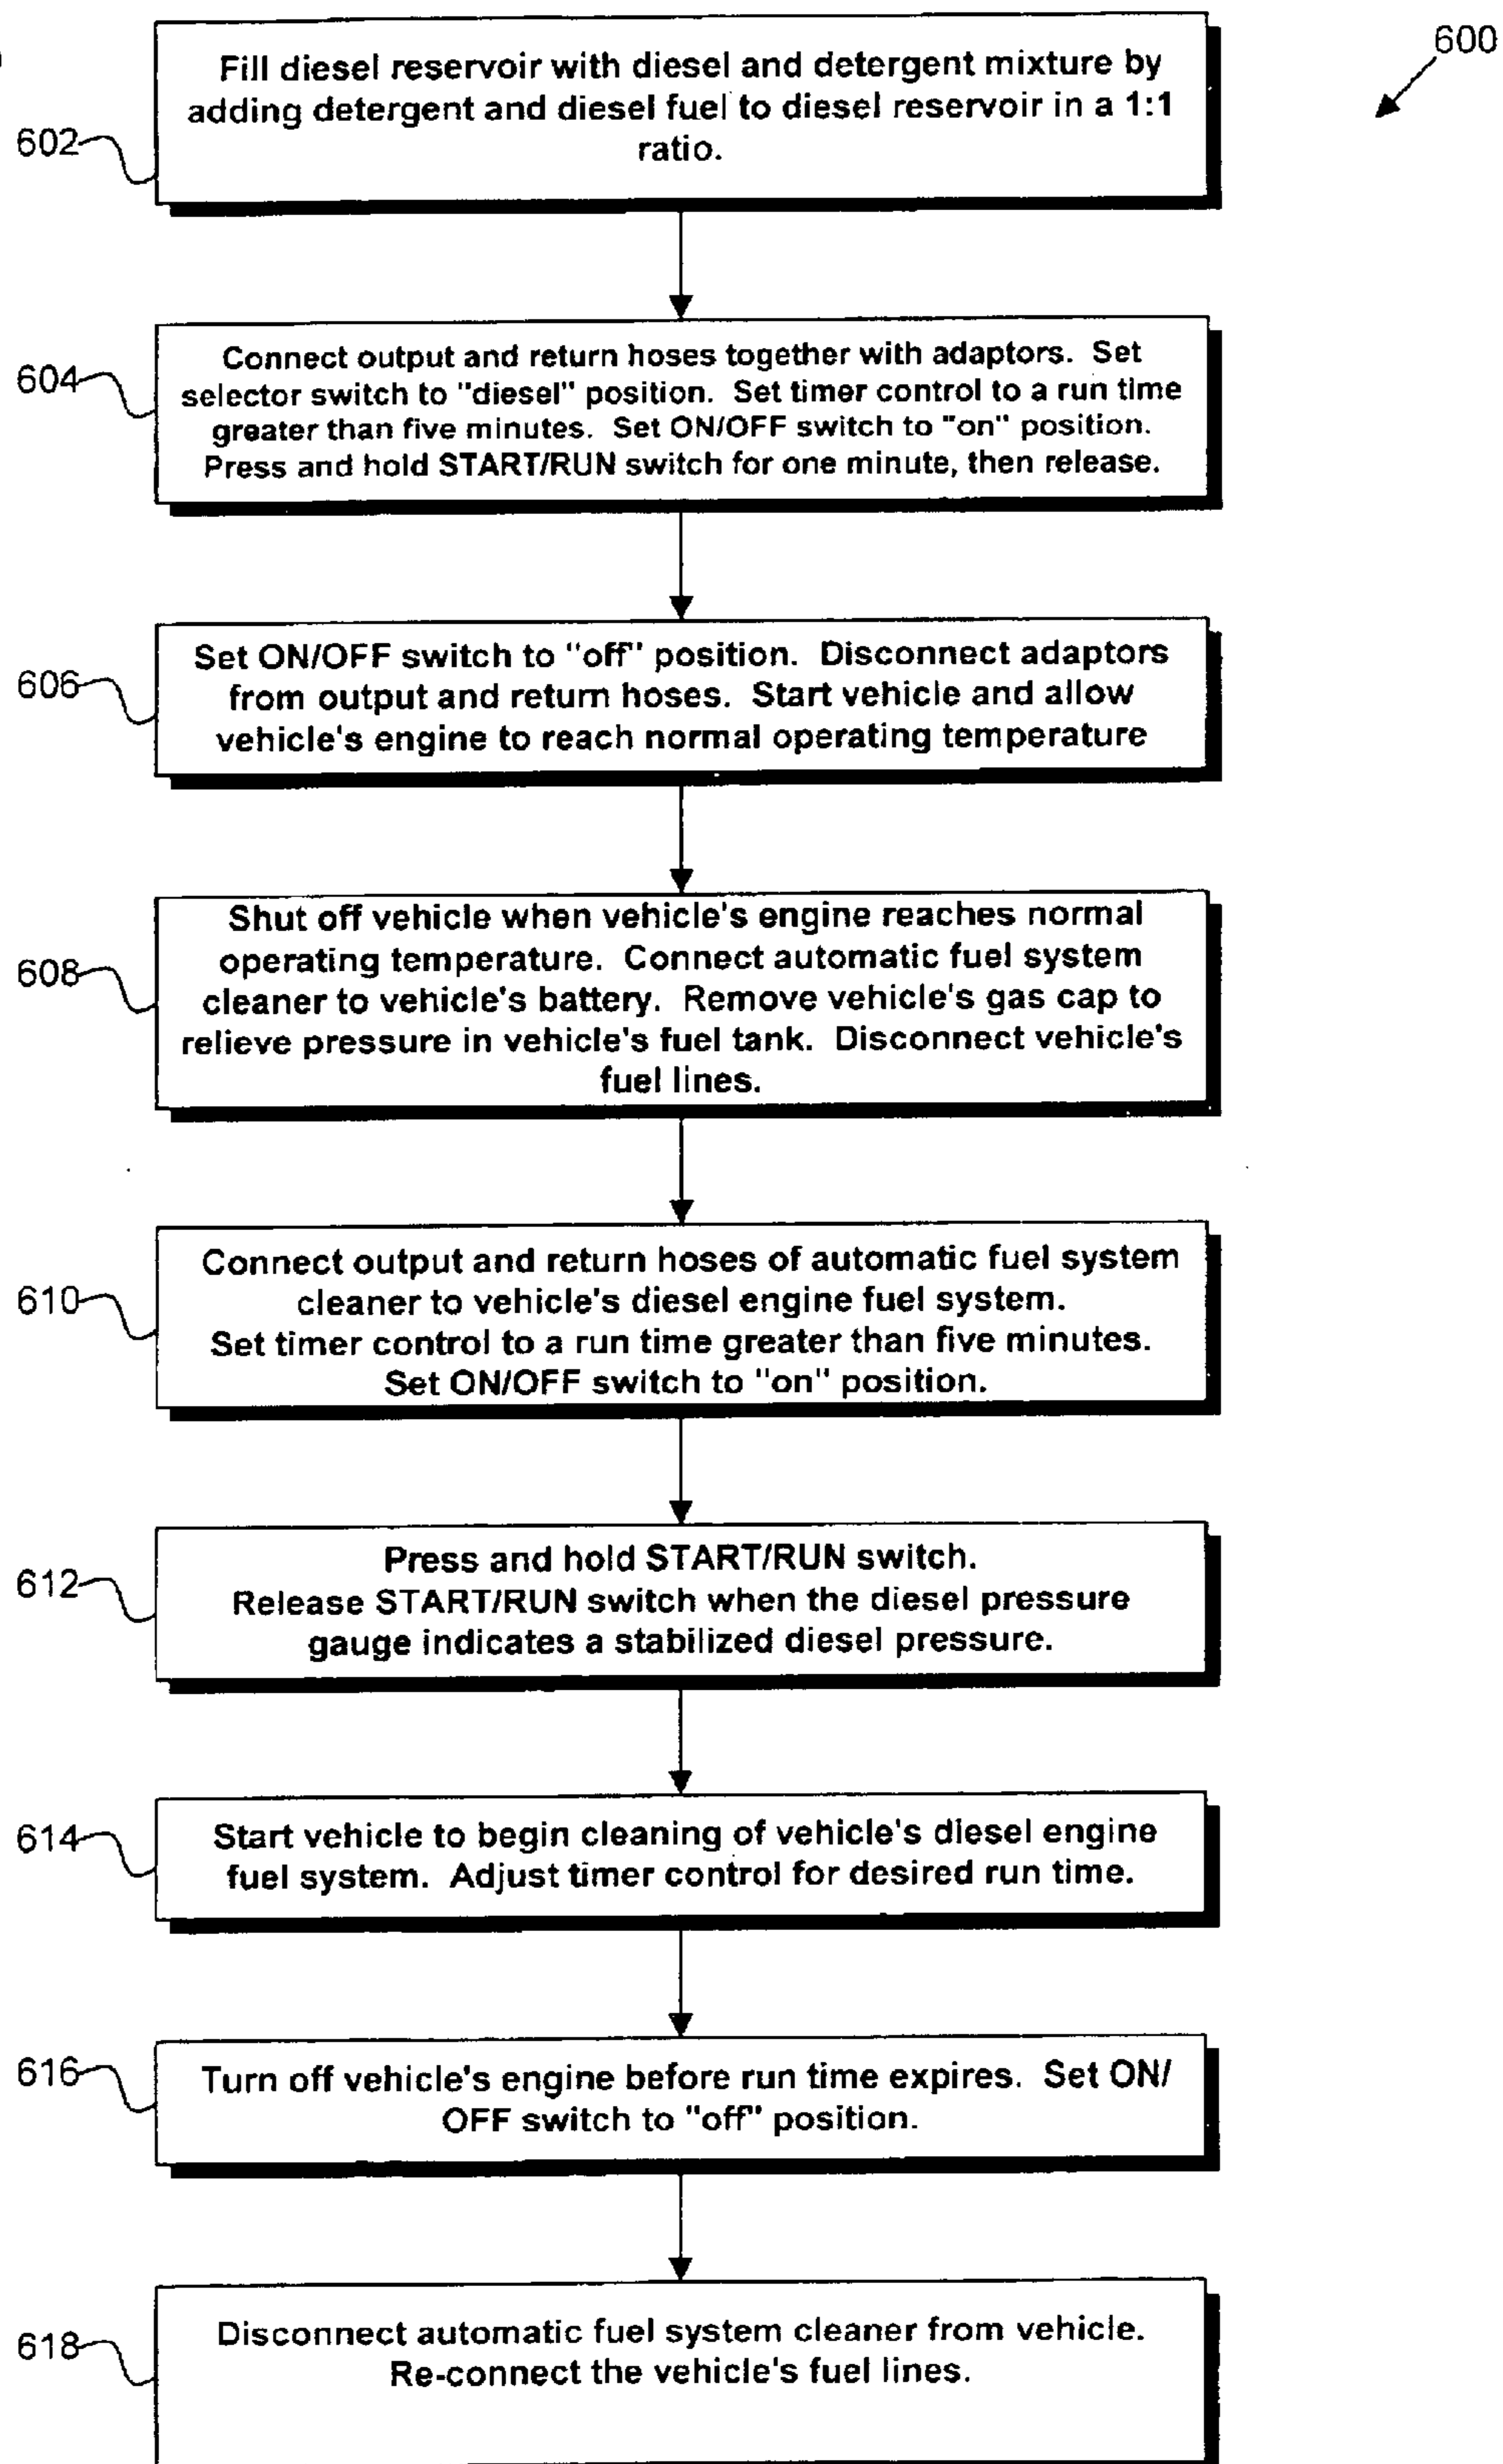 600
Fill diesel reservoir with diesel and detergent mixture by
adding detergent and diesel fuel to diesel reservoir in a 1:1
ratio.
602
Connect output and return hoses together with adaptors. Set
selector switch to "diesel" position. Set timer control to a run time
greater than five minutes. Set ON/OFF switch to "on" position.
Press and hold START/RUN switch for one minute, then release.
604
Set ON/OFF switch to "off" position. Disconnect adaptors
from output and return hoses. Start vehicle and allow
vehicle's engine to reach normal operating temperature
606
Shut off vehicle when vehicle's engine reaches normal
operating temperature. Connect automatic fuel system
cleaner to vehicle's battery. Remove vehicle's gas cap to
relieve pressure in vehicle's fuel tank. Disconnect vehicle's
fuel lines.
608
Connect output and return hoses of automatic fuel system
cleaner to vehicle's diesel engine fuel system.
Set timer control to a run time greater than five minutes.
Set ON/OFF switch to "on" position.
610
Press and hold START/RUN switch.
Release START/RUN switch when the diesel pressure
gauge indicates a stabilized diesel pressure.
612
Start vehicle to begin cleaning of vehicle's diesel engine
fuel system. Adjust timer control for desired run time.
614
Turn off vehicle's engine before run time expires. Set ON/
OFF switch to "off" position.
616
Disconnect automatic fuel system cleaner from vehicle.
Re-connect the vehicle's fuel lines.
618